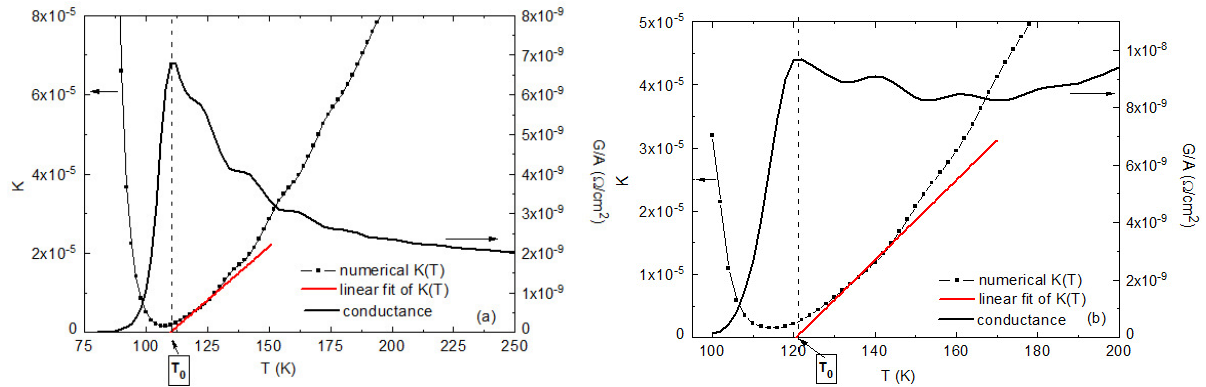 8x10-5
6x10-5
4x10-5
2x10-5
0
K
8x10-9
7x10-9
6x10-9
5x10-9
4x10-9
3x10-9
2x10-9
1x10-9
0
G/A (Ω/cm2)
numerical K(T)
linear fit of K(T)
conductance
(a)
75 100 125 150 175 200 225 250
T0
T (K)
5x10-5
4x10-5
3x10-5
2x10-5
1x10-5
0
K
1x10-8
8x10-9
6x10-9
4x10-9
2x10-9
0
G/A (Ω/cm2)
numerical K(T)
linear fit of K(T)
conductance
(b)
100 120 140 160 180 200
T0
T (K)